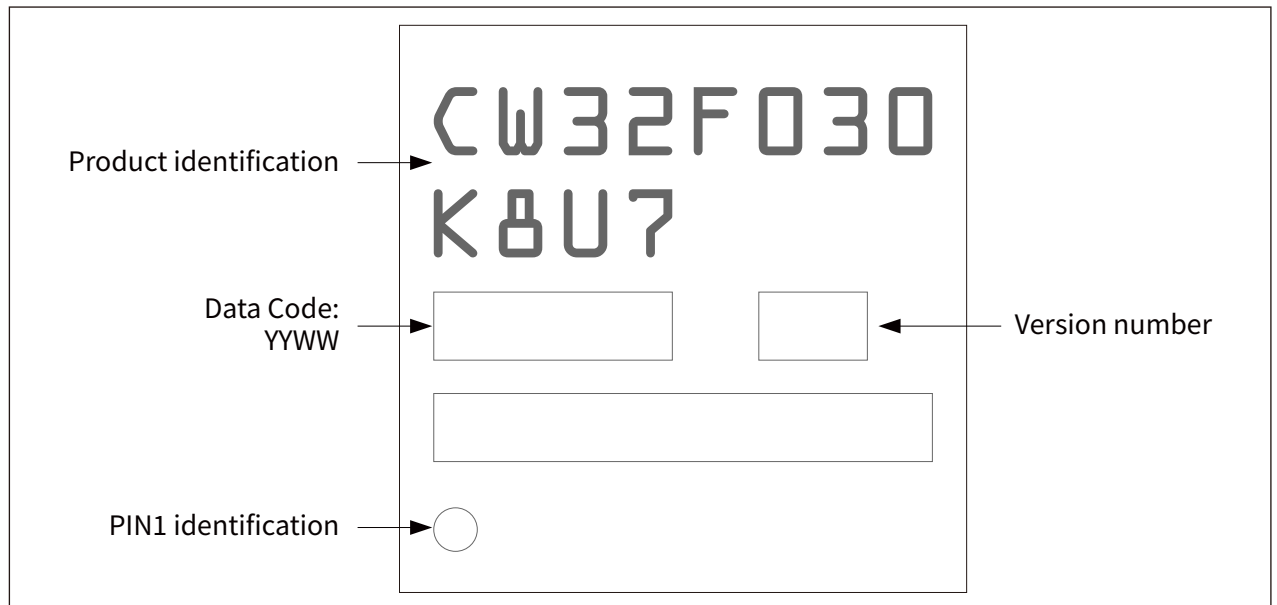 CW32F030
Product identification
K8U7
Data Code:
YYWW
Version number
PIN1 identification